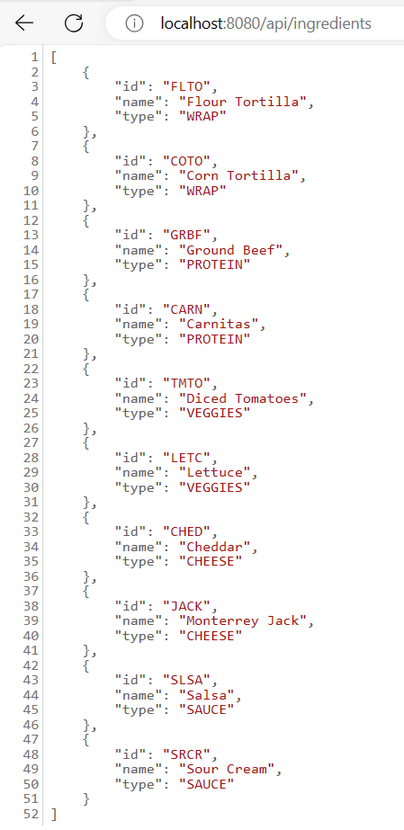 localhost:8080/api/ingredients
1 [
2 {
3 "id": "FLTO",
4 "name": "Flour Tortilla",
5 "type": "WRAP"
6 },
7 {
8 "id": "COTO",
9 "name": "Corn Tortilla",
10 "type": "WRAP"
11 },
12 {
13 "id": "GRBF",
14 "name": "Ground Beef",
15 "type": "PROTEIN"
16 },
17 {
18 "id": "CARN",
19 "name": "Carnitas",
20 "type": "PROTEIN"
21 },
22 {
23 "id": "TMTO",
24 "name": "Diced Tomatoes",
25 "type": "VEGGIES"
26 },
27 {
28 "id": "LETC",
29 "name": "Lettuce",
30 "type": "VEGGIES"
31 },
32 {
33 "id": "CHED",
34 "name": "Cheddar",
35 "type": "CHEESE"
36 },
37 {
38 "id": "JACK",
39 "name": "Monterrey Jack",
40 "type": "CHEESE"
41 },
42 {
43 "id": "SLSA",
44 "name": "Salsa",
45 "type": "SAUCE"
46 },
47 {
48 "id": "SRCR",
49 "name": "Sour Cream",
50 "type": "SAUCE"
51 }
52 ]